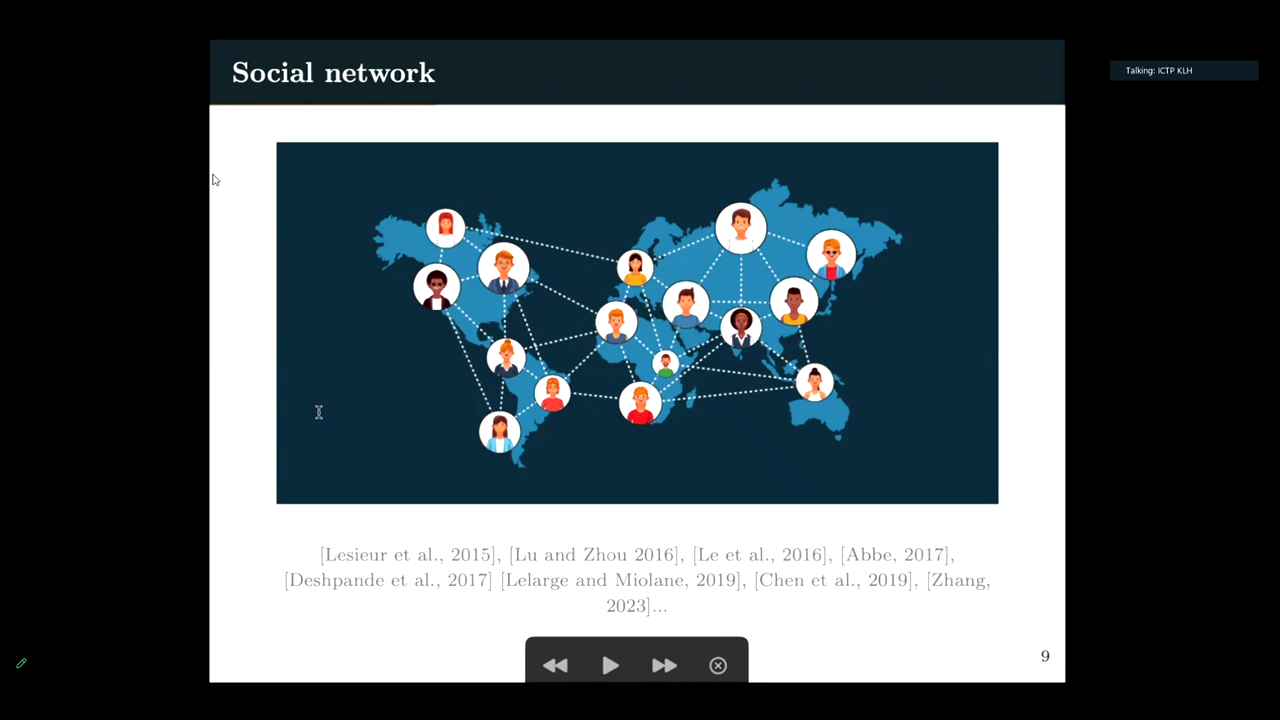 Social network
Talking: ICTP KLH
[Lesieur et al., 2015], [Lu and Zhou 2016], [Le et al., 2016], [Abbe, 2017],
[Deshpande et al., 2017] [Lelarge and Miolane, 2019], [Chen et al., 2019], [Zhang,
2023]...
9